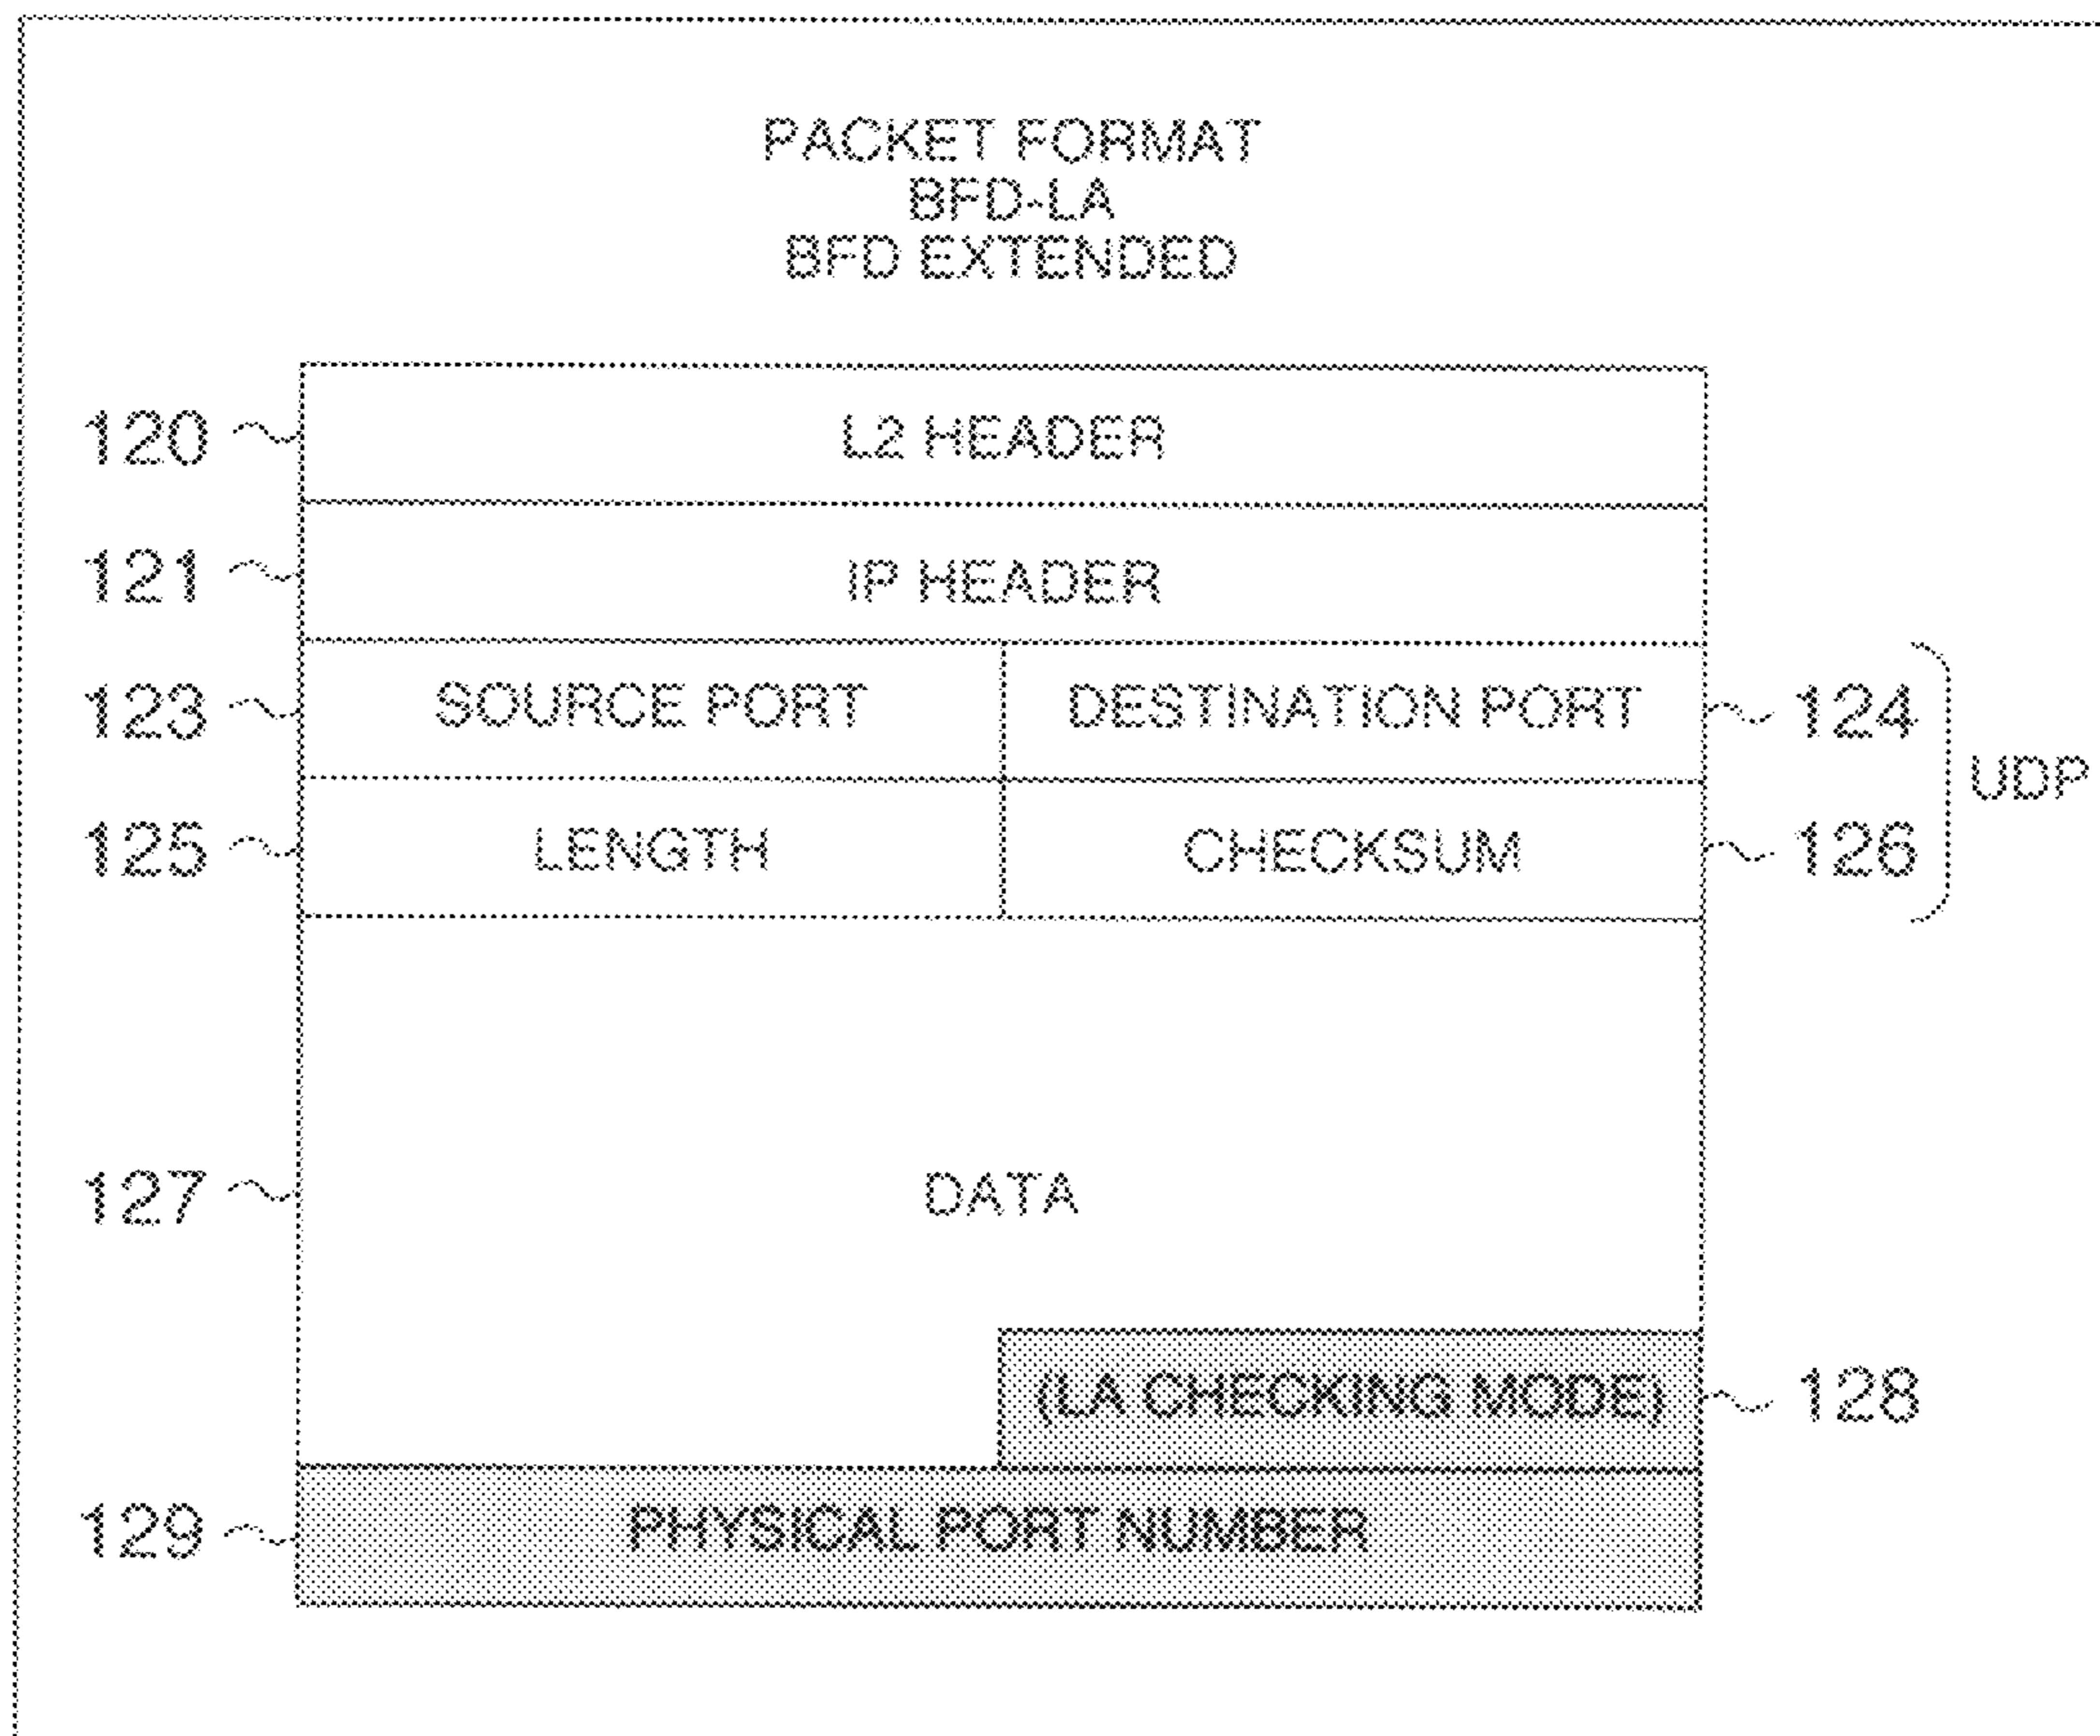 PACKET FORMAT
BFD-LA
BFD EXTENDED
120 L2 HEADER
121 IP HEADER
123 SOURCE PORT DESTINATION PORT 124
UDP
125 LENGTH CHECKSUM 126
127 DATA
(LA CHECKING MODE) 128
129 PHYSICAL PORT NUMBER